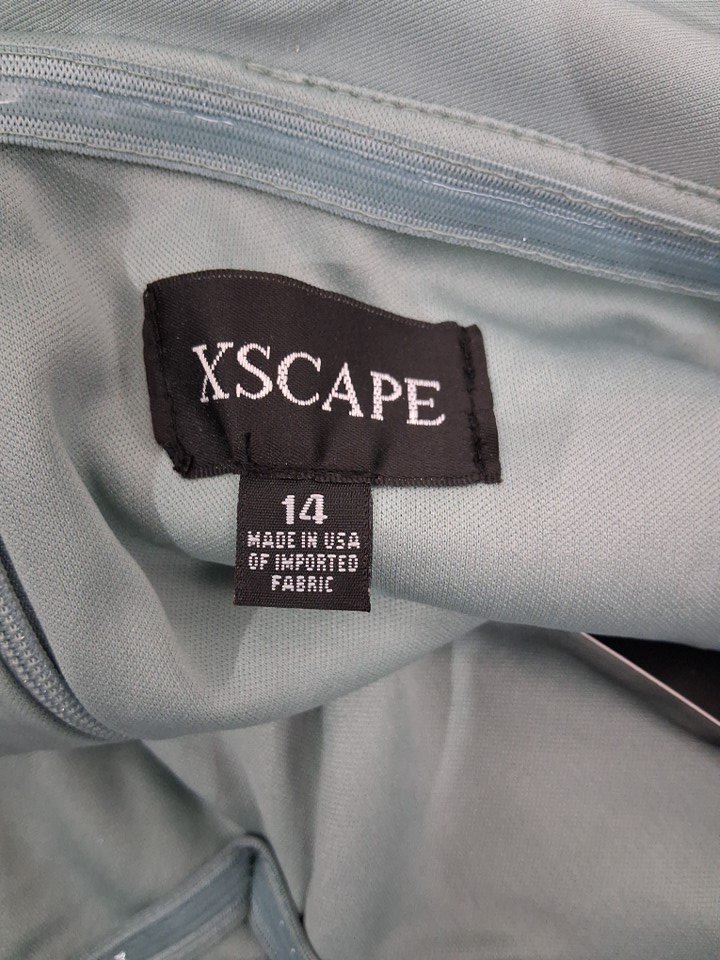 XSCAPE
14
MADE IN USA
OF IMPORTED
FABRIC